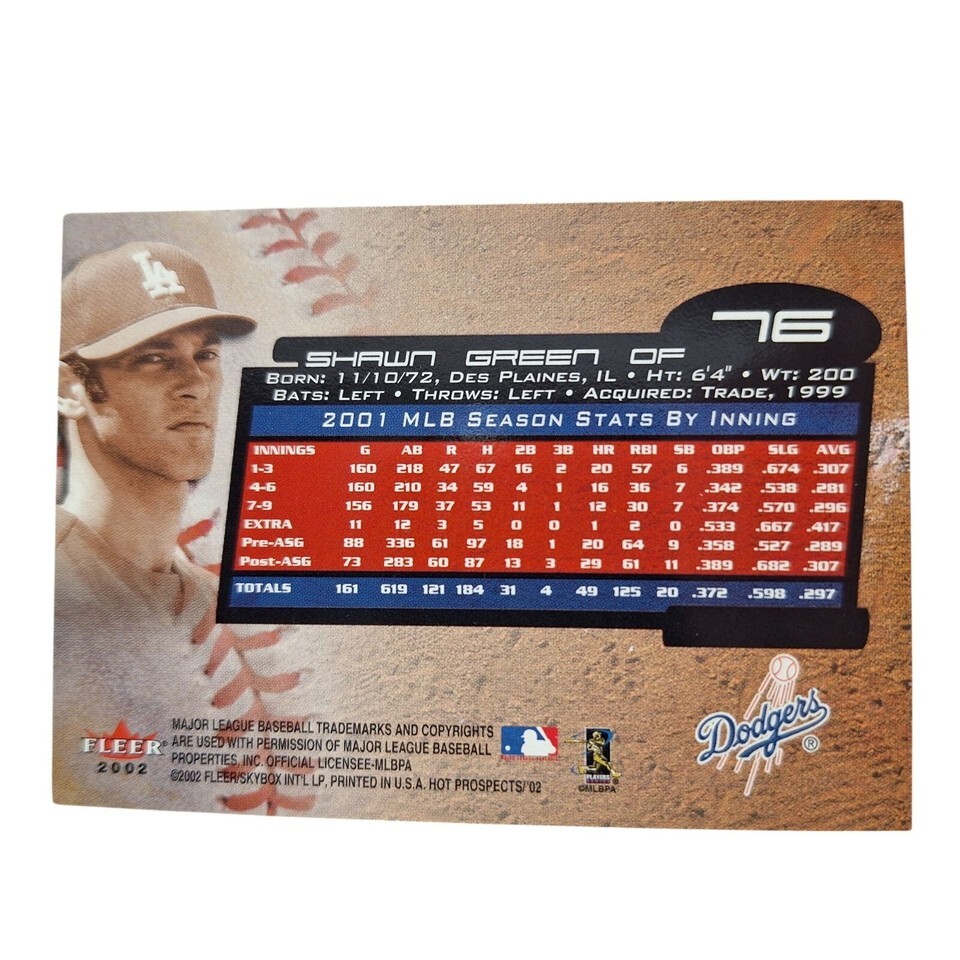 LA
76
SHAWN GREEN OF
BORN: 11/10/72, DES PLAINES, IL • HT: 6'4" • WT: 200
BATS: LEFT • THROWS: LEFT • ACQUIRED: TRADE, 1999
2001 MLB SEASON STATS BY INNING
INNINGS G AB R H 2B 3B HR RBI SB OBP SLG AVG
1-3 160 218 47 67 16 2 20 57 6 .389 .674 .307
4-6 160 210 34 59 4 1 16 36 7 .342 .538 .281
7-9 156 179 37 53 11 1 12 30 7 .374 .570 .296
EXTRA 11 12 3 5 0 0 1 2 0 .533 .667 .417
Pre-ASG 88 336 61 97 18 1 20 64 9 .358 .527 .289
Post-ASG 73 283 60 87 13 3 29 61 11 .389 .682 .307
TOTALS 161 619 121 184 31 4 49 125 20 .372 .598 .297
Dodgers®
FLEER®
2002
MAJOR LEAGUE BASEBALL TRADEMARKS AND COPYRIGHTS
ARE USED WITH PERMISSION OF MAJOR LEAGUE BASEBALL
PROPERTIES, INC. OFFICIAL LICENSEE-MLBPA
©2002 FLEER/SKYBOX INT'L LP, PRINTED IN U.S.A. HOT PROSPECTS/'02
PLAYERS
©MLBPA